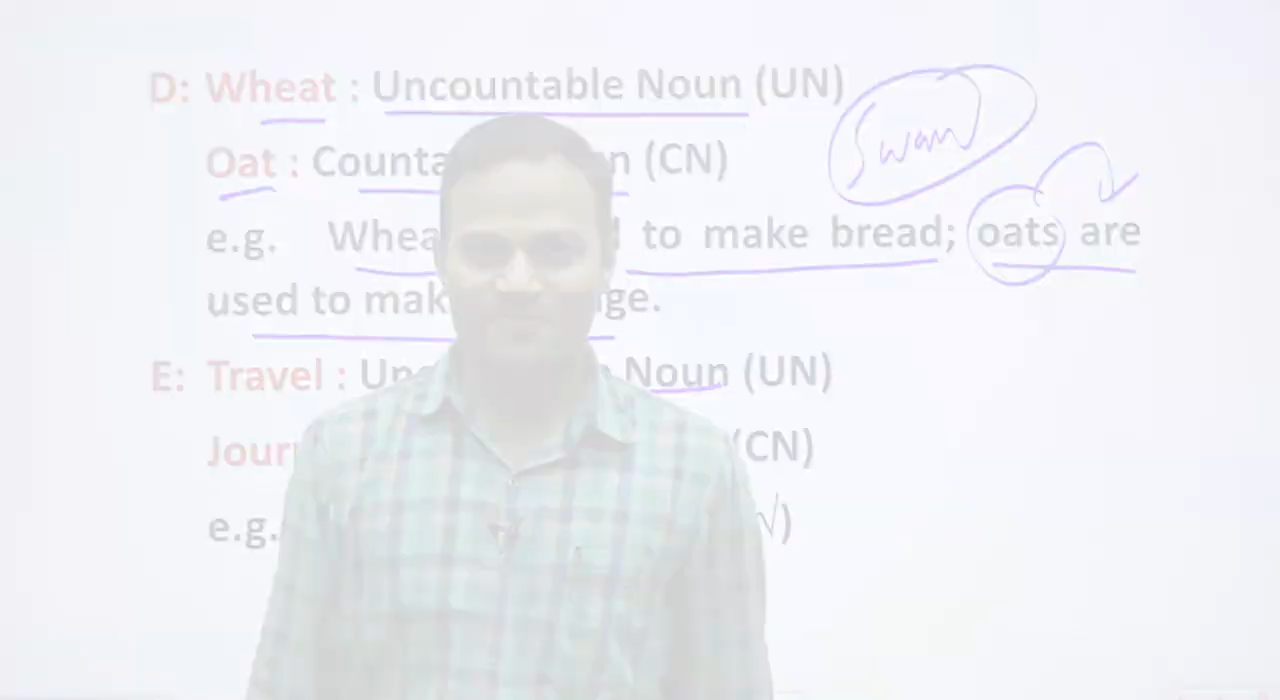 D: Wheat : Uncountable Noun (UN)
Swan
Oat : Counta n (CN)
e.g. Whea to make bread; oats are
used to mak ge.
E: Travel : Un Noun (UN)
Jour (CN)
e.g. √)